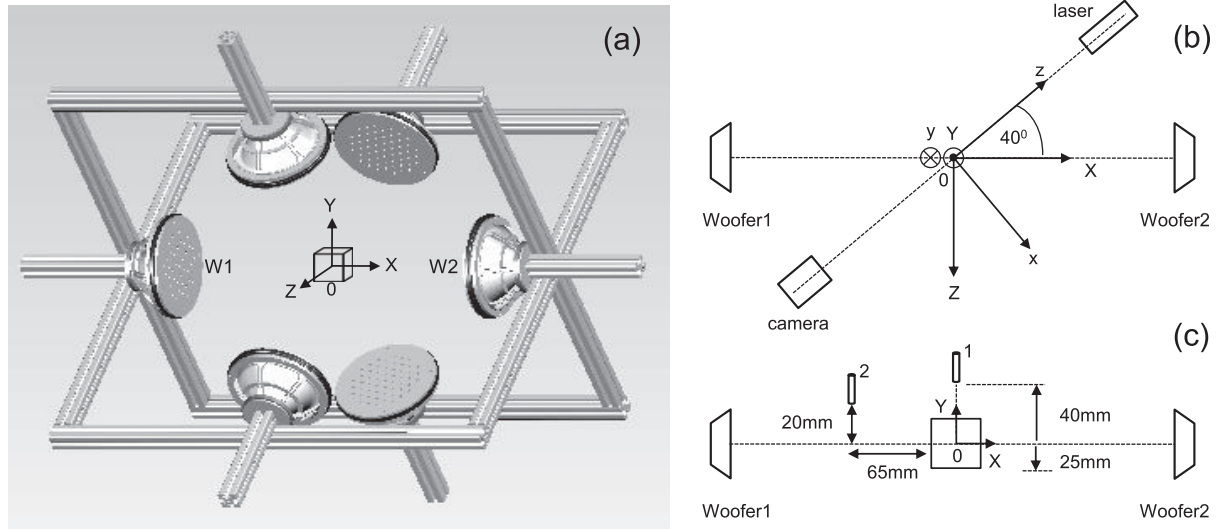 (a)
W1
Y
X
Z
0
W2
(b)
laser
z
y Y
40⁰
0
X
Woofer1
Woofer2
x
Z
camera
(c)
1
2
Y
20mm
40mm
0
X
65mm
25mm
Woofer1
Woofer2